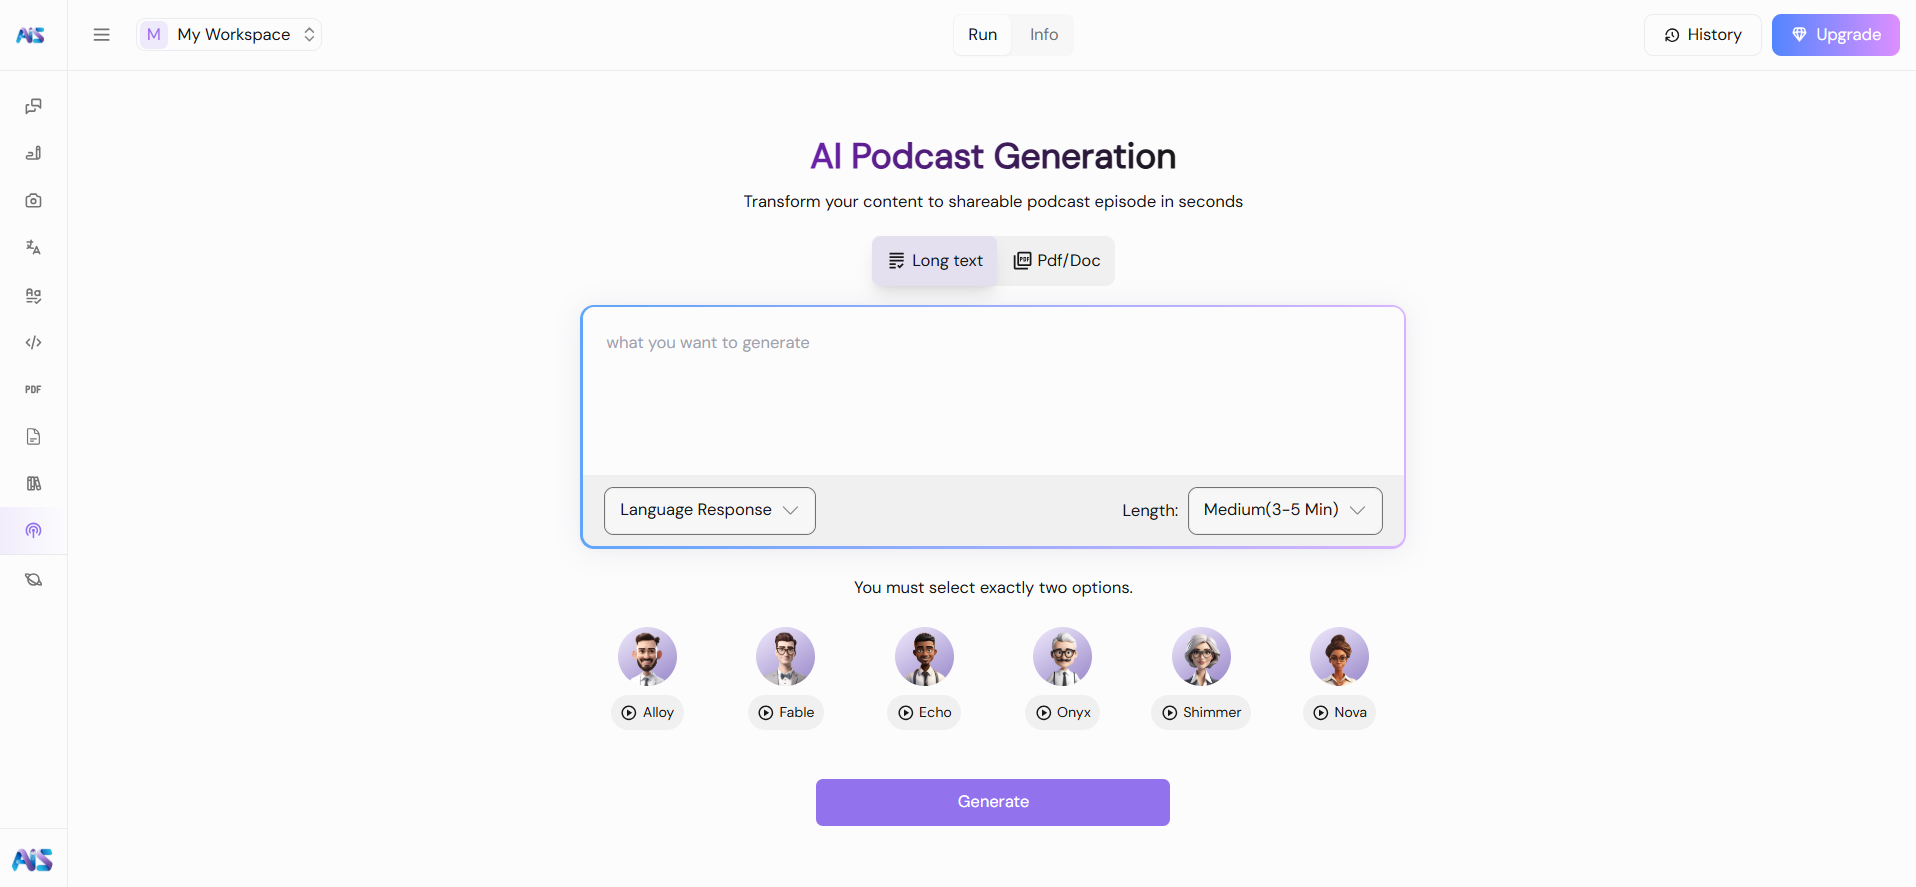 AiS
M My Workspace
Run
Info
History
Upgrade
AI Podcast Generation
Transform your content to shareable podcast episode in seconds
Long text
Pdf/Doc
what you want to generate
Language Response
Length: Medium(3-5 Min)
You must select exactly two options.
Alloy
Fable
Echo
Onyx
Shimmer
Nova
Generate
PDF
AiS